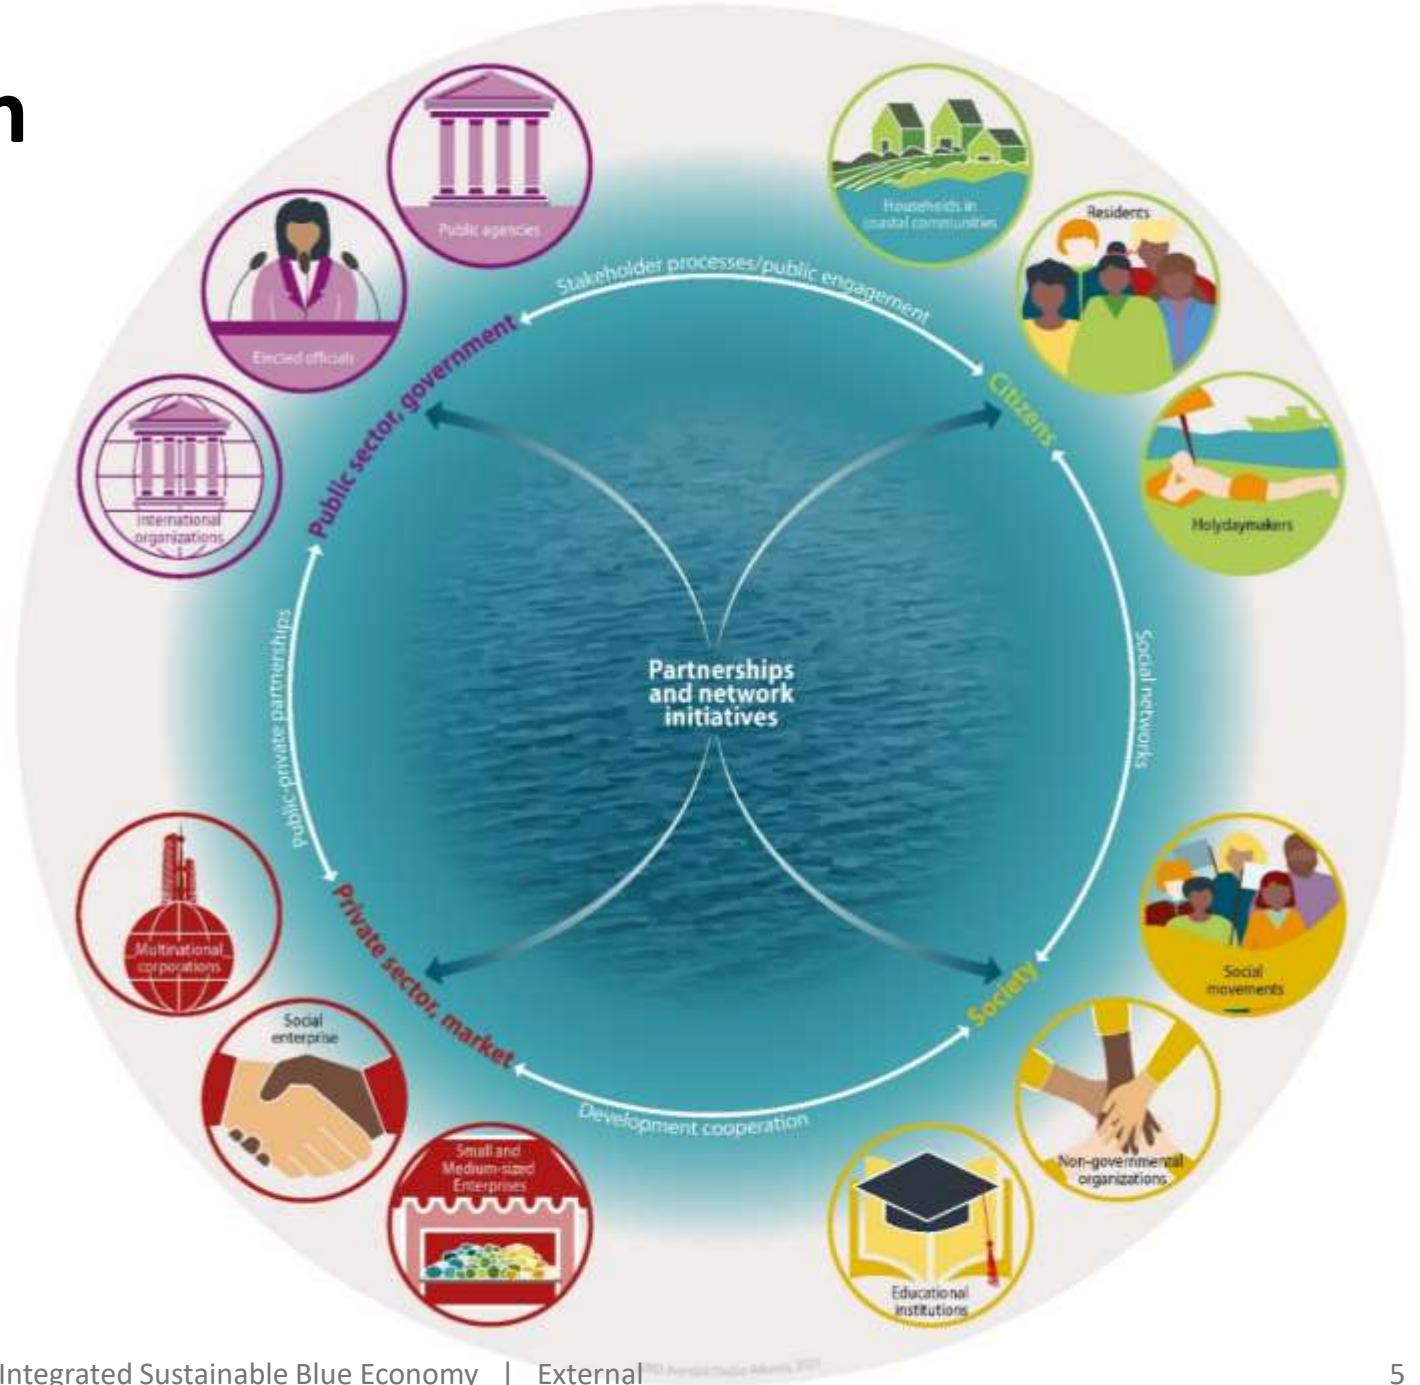 n
Public agencies
Households in
coastal communities
Elected officials
Residents
International
organizations
Holydaymakers
Stakeholder processes/public engagement
Public sector, government
Citizens
public-private partnerships
Partnerships
and network
initiatives
Social networks
Private sector, market
Society
Development cooperation
Multinational
corporations
Social
movements
Social
enterprise
Non-governmental
organizations
Small and
Medium-sized
Enterprises
Educational
institutions
Integrated Sustainable Blue Economy | External
5